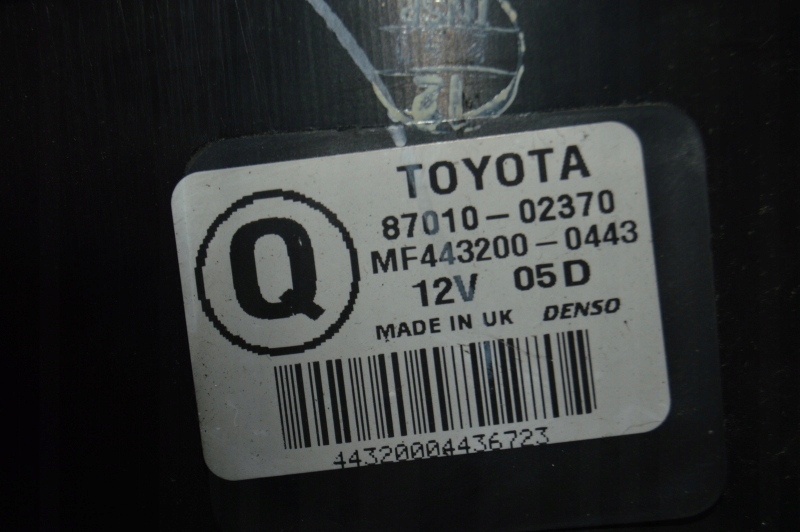 TOYOTA
87010-02370
MF443200-0443
12V 05D
MADE IN UK DENSO
Q
44320004436723